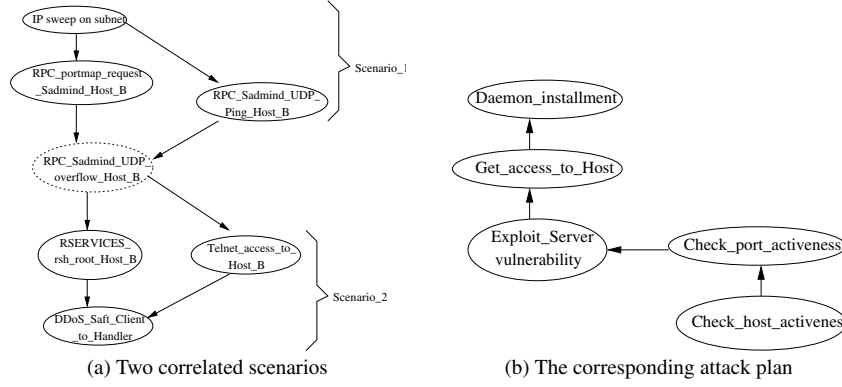 IP sweep on subnet
RPC_portmap_request
_Sadmind_Host_B
RPC_Sadmind_UDP_
Ping_Host_B
Scenario_1
RPC_Sadmind_UDP_
overflow_Host_B
RSERVICES_
rsh_root_Host_B
Telnet_access_to_
Host_B
Scenario_2
DDoS_Saft_Client
_to_Handler
(a) Two correlated scenarios
Daemon_installment
Get_access_to_Host
Exploit_Server
vulnerability
Check_port_activeness
Check_host_activenes
(b) The corresponding attack plan